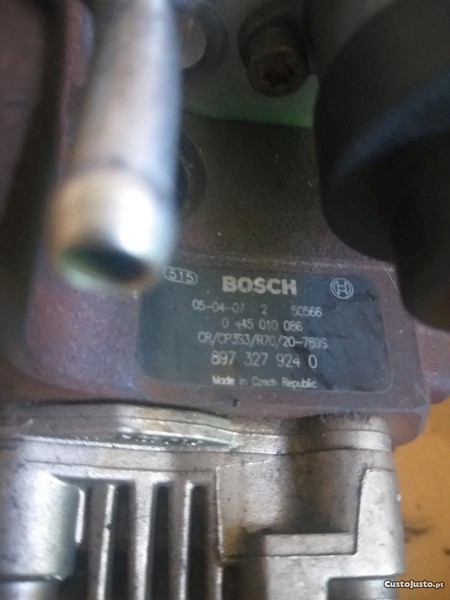 515 BOSCH
05-04-07 2 50566
0 445 010 086
CR/CP3S3/R70/20-789S
897 327 924 0
Made in Czech Republic
CustoJusto.pt